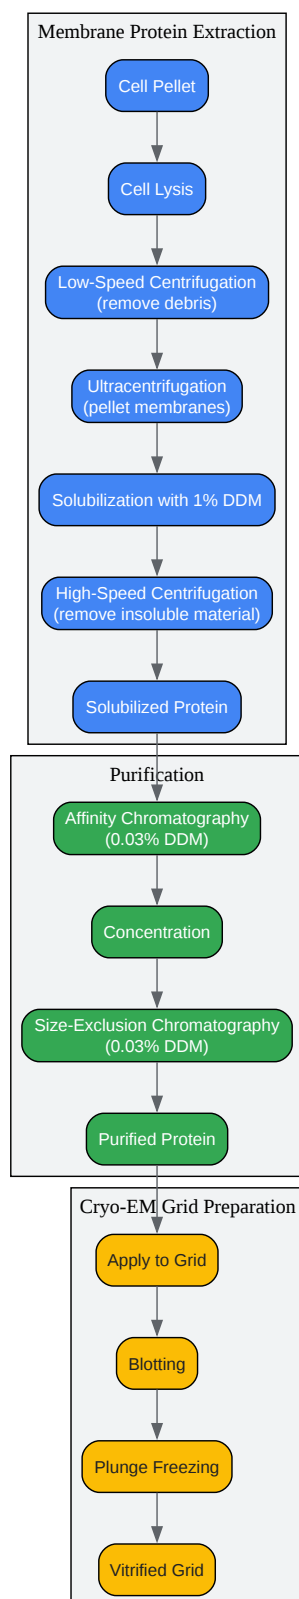 Membrane Protein Extraction
Cell Pellet
Cell Lysis
Low-Speed Centrifugation
(remove debris)
Ultracentrifugation
(pellet membranes)
Solubilization with 1% DDM
High-Speed Centrifugation
(remove insoluble material)
Solubilized Protein
Purification
Affinity Chromatography
(0.03% DDM)
Concentration
Size-Exclusion Chromatography
(0.03% DDM)
Purified Protein
Cryo-EM Grid Preparation
Apply to Grid
Blotting
Plunge Freezing
Vitrified Grid